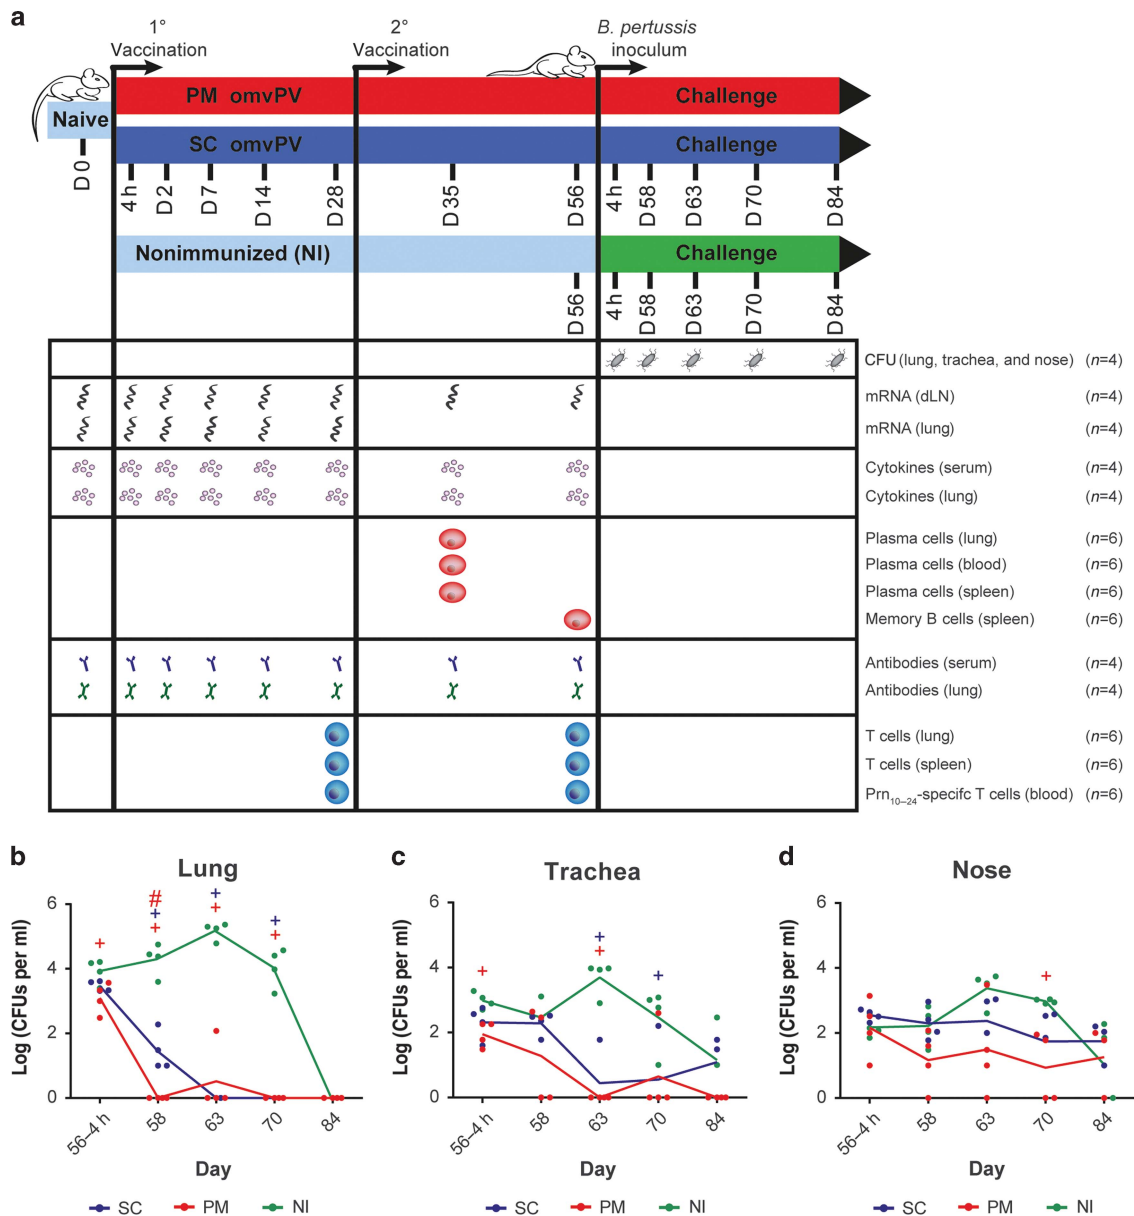 a
1°
Vaccination
2°
Vaccination
B. pertussis
inoculum
PM omvPV
Challenge
Naive
SC omvPV
Challenge
D 0
4 h
D 2
D 7
D 14
D 28
D 35
D 56
4 h
D 58
D 63
D 70
D 84
Nonimmunized (NI)
Challenge
D 56
4 h
D 58
D 63
D 70
D 84
CFU (lung, trachea, and nose) (n=4)
mRNA (dLN) (n=4)
mRNA (lung) (n=4)
Cytokines (serum) (n=4)
Cytokines (lung) (n=4)
Plasma cells (lung) (n=6)
Plasma cells (blood) (n=6)
Plasma cells (spleen) (n=6)
Memory B cells (spleen) (n=6)
Antibodies (serum) (n=4)
Antibodies (lung) (n=4)
T cells (lung) (n=6)
T cells (spleen) (n=6)
Prn10–24-specifc T cells (blood) (n=6)
b
Lung
Log (CFUs per ml)
6
4
2
0
#
+
+
+
+
+
+
+
56–4 h
58
63
70
84
Day
SC PM NI
c
Trachea
Log (CFUs per ml)
6
4
2
0
+
+
+
+
56–4 h
58
63
70
84
Day
SC PM NI
d
Nose
Log (CFUs per ml)
6
4
2
0
+
56–4 h
58
63
70
84
Day
SC PM NI